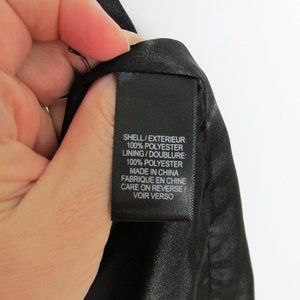 SHELL / EXTERIEUR:
100% POLYESTER
LINING / DOUBLURE:
100% POLYESTER
MADE IN CHINA
FABRIQUE EN CHINE
CARE ON REVERSE /
VOIR VERSO